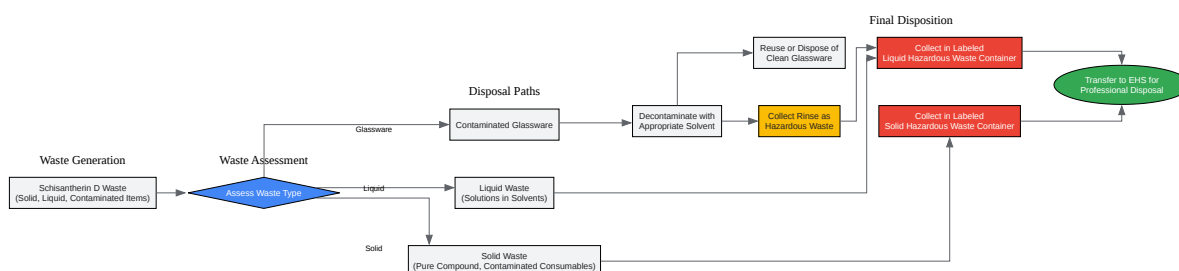 Final Disposition
Reuse or Dispose of
Clean Glassware
Collect in Labeled
Liquid Hazardous Waste Container
Transfer to EHS for
Professional Disposal
Disposal Paths
Glassware
Contaminated Glassware
Decontaminate with
Appropriate Solvent
Collect Rinse as
Hazardous Waste
Collect in Labeled
Solid Hazardous Waste Container
Waste Generation
Waste Assessment
Schisantherin D Waste
(Solid, Liquid, Contaminated Items)
Assess Waste Type
Liquid
Liquid Waste
(Solutions in Solvents)
Solid
Solid Waste
(Pure Compound, Contaminated Consumables)